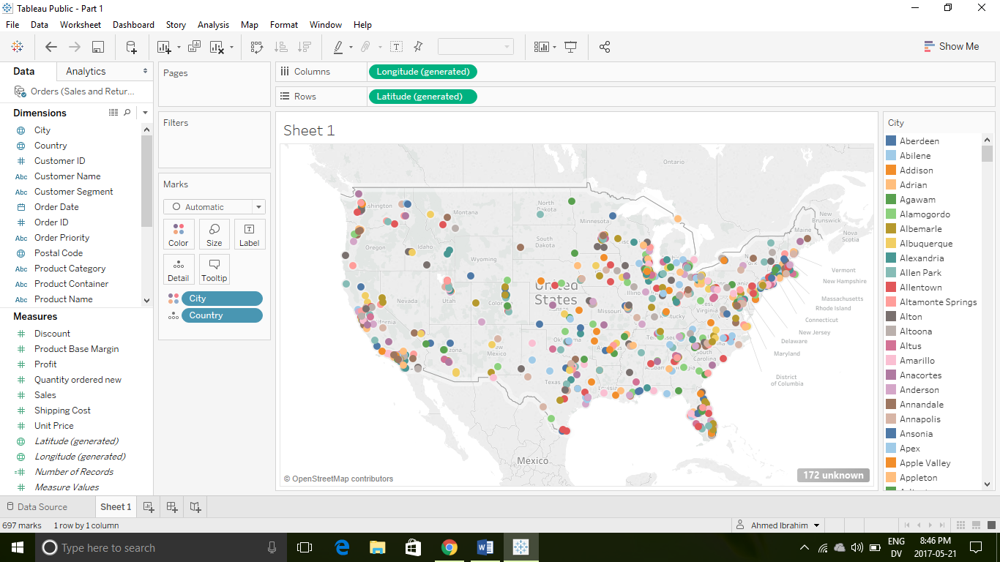 Tableau Public - Part 1
File Data Worksheet Dashboard Story Analysis Map Format Window Help
Show Me
Data Analytics
Orders (Sales and Retur...
Dimensions
City
Country
Customer ID
Abc Customer Name
Abc Customer Segment
Order Date
Order ID
Abc Order Priority
Postal Code
Abc Product Category
Abc Product Container
Abc Product Name
Measures
Discount
Product Base Margin
Profit
Quantity ordered new
Sales
Shipping Cost
Unit Price
Latitude (generated)
Longitude (generated)
Number of Records
Measure Values
Pages
Filters
Marks
Automatic
Color Size Label
Detail Tooltip
City
Country
Columns Longitude (generated)
Rows Latitude (generated)
Sheet 1
Ontario
North
Montana
Minnesota
New
Brunswick
Maine
Nova
Scotia
Oregon
South
Dakota
Wyoming
Vermont
New Hampshire
United
States
Nevada
Utah
Illinois
Massachusetts
Rhode Island
Missouri
West
Virginia
Connecticut
New Jersey
Delaware
Maryland
New
Mexico
South
Carolina
Texas
District
of Columbia
Mexico
© OpenStreetMap contributors
172 unknown
City
Aberdeen
Abilene
Addison
Adrian
Agawam
Alamogordo
Albemarle
Albuquerque
Alexandria
Allen Park
Allentown
Altamonte Springs
Alton
Altoona
Altus
Amarillo
Anacortes
Anderson
Annandale
Annapolis
Ansonia
Apex
Apple Valley
Appleton
Data Source Sheet 1
697 marks 1 row by 1 column
Ahmed Ibrahim
Type here to search
ENG 8:46 PM
DV 2017-05-21